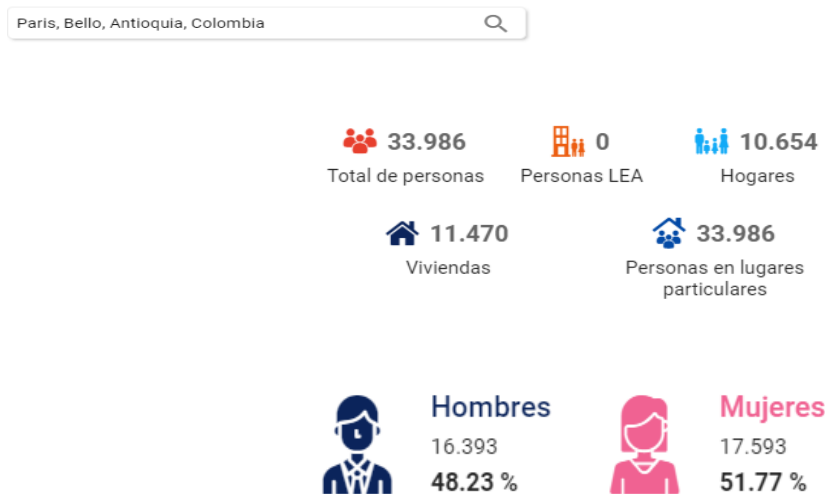 Paris, Bello, Antioquia, Colombia
33.986
Total de personas
0
Personas LEA
10.654
Hogares
11.470
Viviendas
33.986
Personas en lugares
particulares
Hombres
16.393
48.23 %
Mujeres
17.593
51.77 %